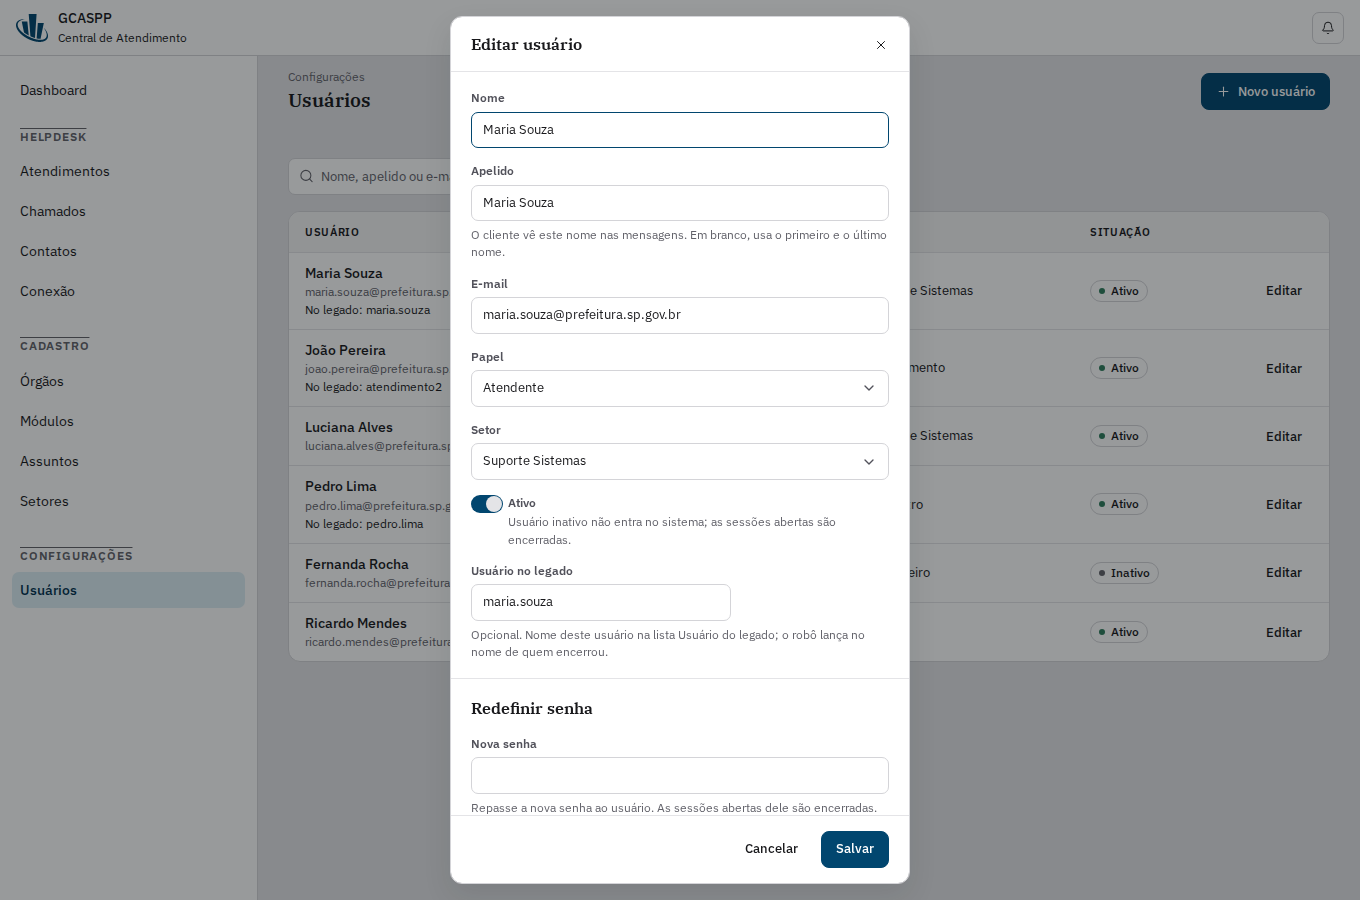 GCASPP
Central de Atendimento
Dashboard
HELPDESK
Atendimentos
Chamados
Contatos
Conexão
CADASTRO
Órgãos
Módulos
Assuntos
Setores
CONFIGURAÇÕES
Usuários
Configurações
Usuários
Novo usuário
Nome, apelido ou e-m
USUÁRIO
SITUAÇÃO
Maria Souza
maria.souza@prefeitura.sp
No legado: maria.souza
e Sistemas
Ativo
Editar
João Pereira
joao.pereira@prefeitura.sp
No legado: atendimento2
mento
Ativo
Editar
Luciana Alves
luciana.alves@prefeitura.sp
e Sistemas
Ativo
Editar
Pedro Lima
pedro.lima@prefeitura.sp.g
No legado: pedro.lima
ro
Ativo
Editar
Fernanda Rocha
fernanda.rocha@prefeitura
eiro
Inativo
Editar
Ricardo Mendes
ricardo.mendes@prefeitura
Ativo
Editar
Editar usuário
Nome
Maria Souza
Apelido
Maria Souza
O cliente vê este nome nas mensagens. Em branco, usa o primeiro e o último
nome.
E-mail
maria.souza@prefeitura.sp.gov.br
Papel
Atendente
Setor
Suporte Sistemas
Ativo
Usuário inativo não entra no sistema; as sessões abertas são
encerradas.
Usuário no legado
maria.souza
Opcional. Nome deste usuário na lista Usuário do legado; o robô lança no
nome de quem encerrou.
Redefinir senha
Nova senha
Repasse a nova senha ao usuário. As sessões abertas dele são encerradas.
Cancelar
Salvar